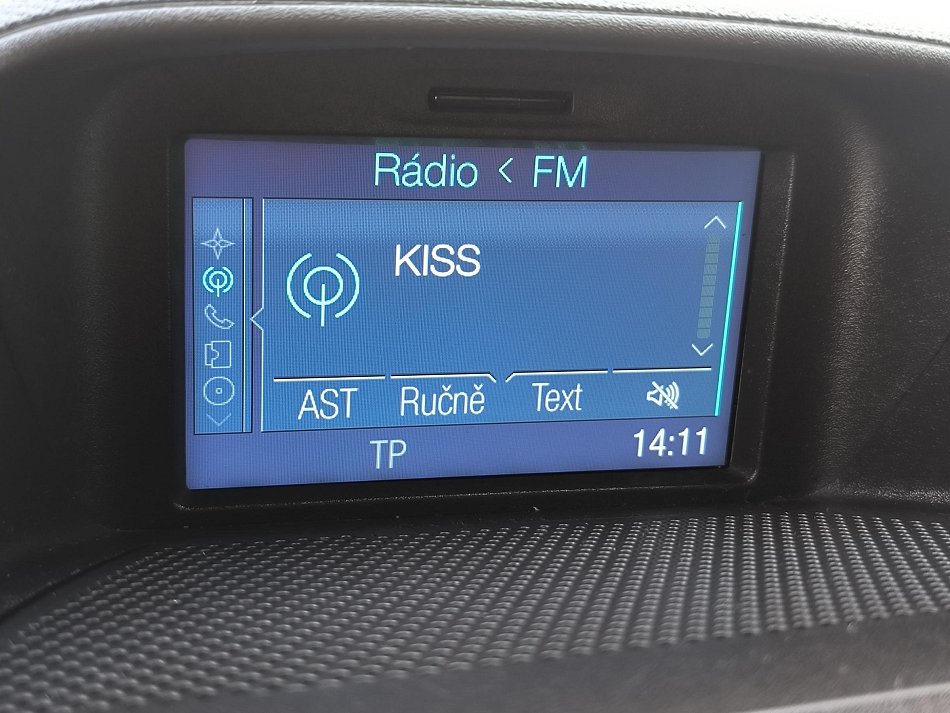 Rádio < FM
KISS
AST Ručně Text
TP 14:11